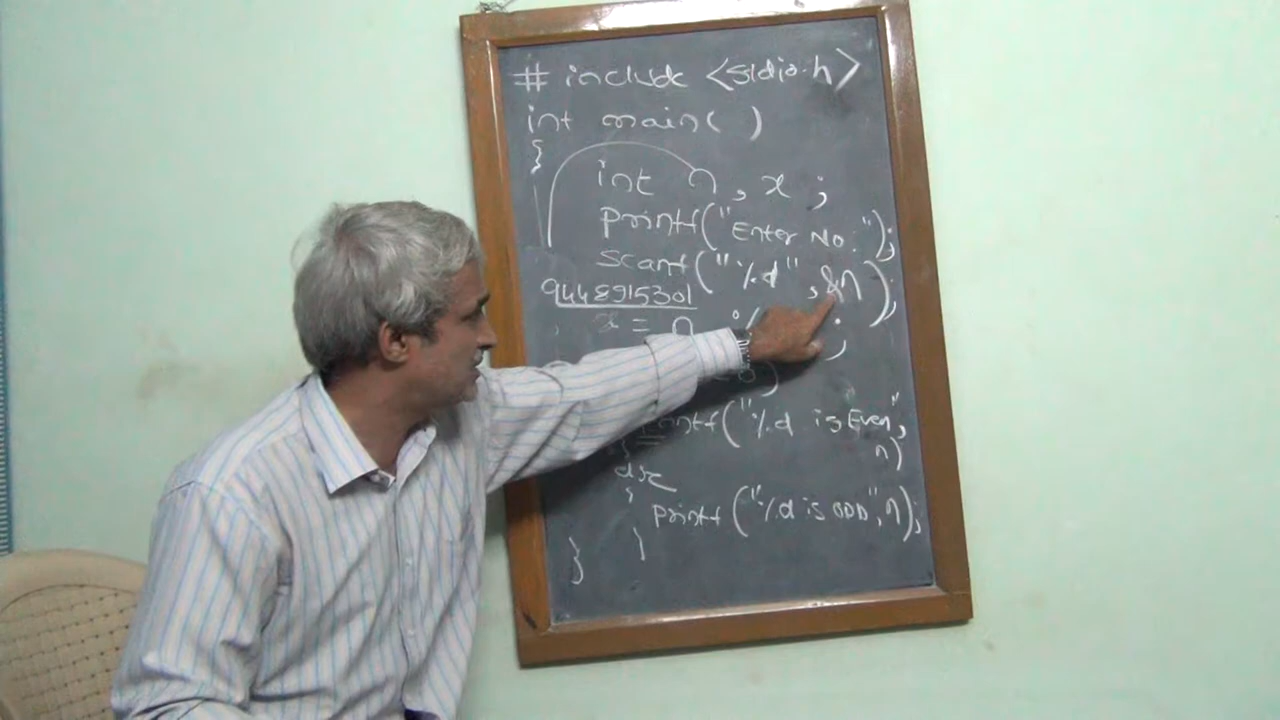 # include <stdio.h>
int main( )
{
int n, x ;
printf("Enter No. ");
scanf("%d" ,&n );
9448915301
x = n % ;
)
printf("%d is Even",
n)
}
else
{
printf("%d is ODD",n);
}
}